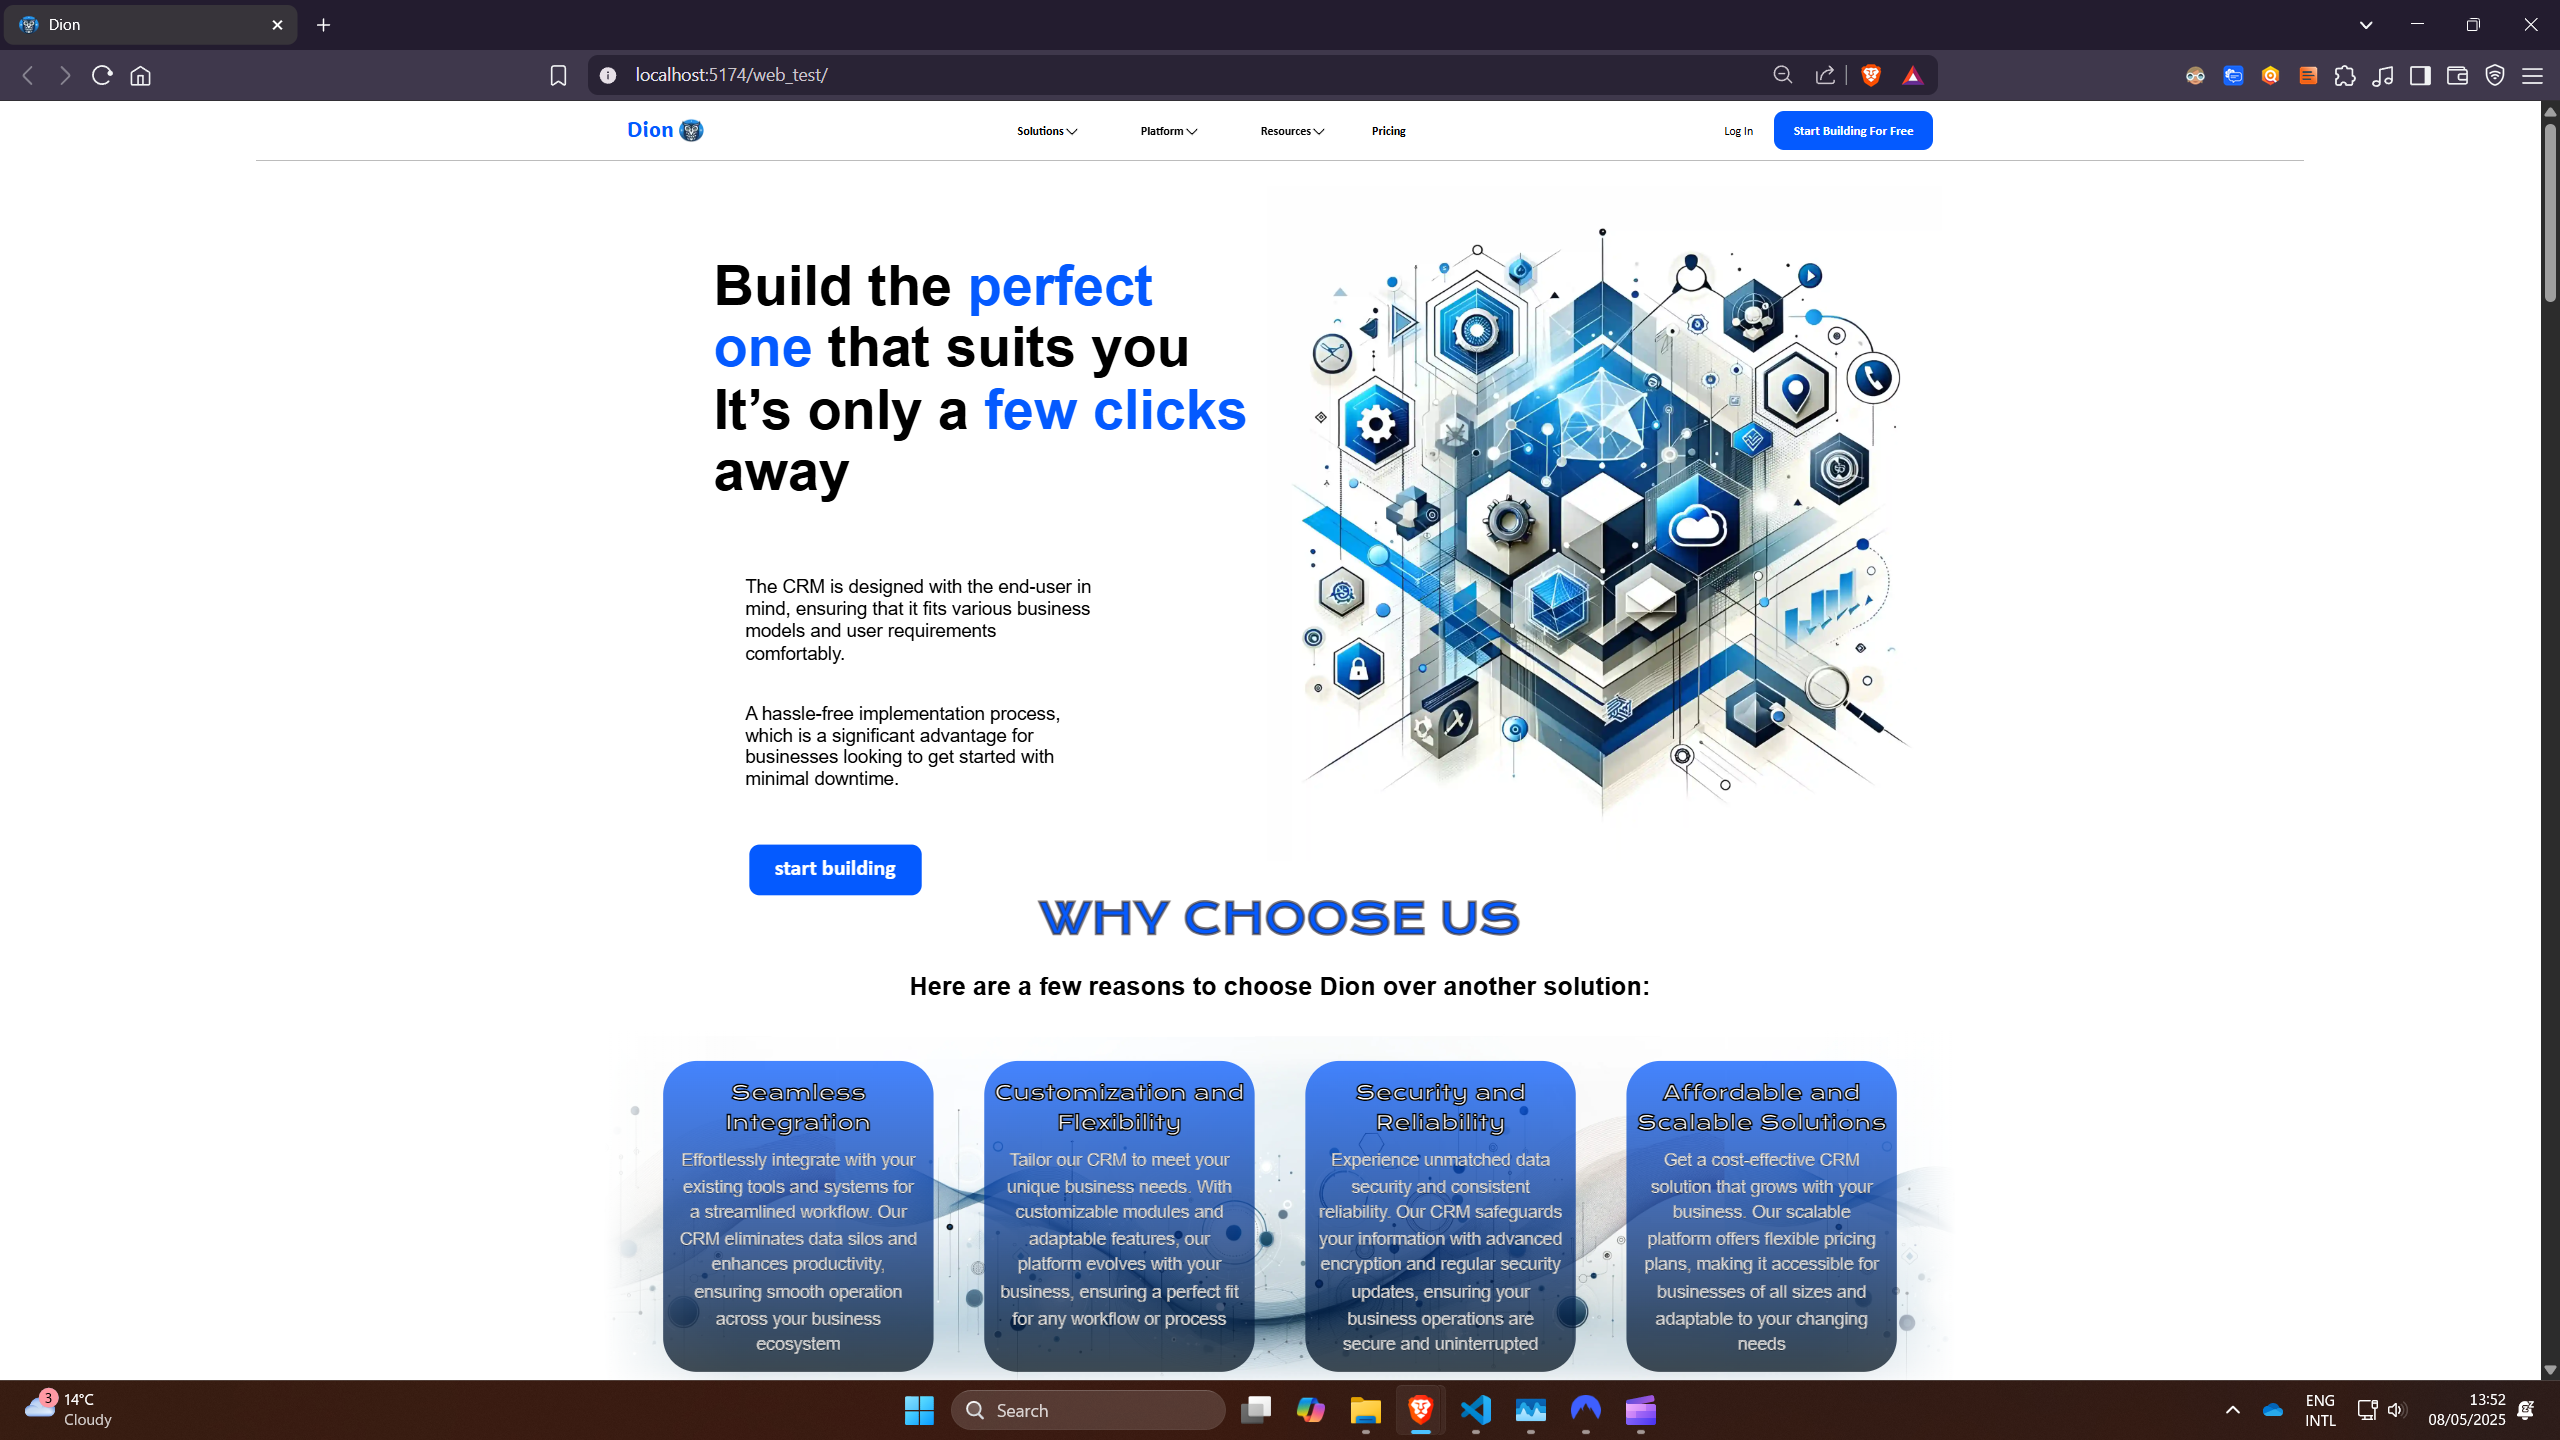 Dion
localhost:5174/web_test/
Dion
Solutions
Platform
Resources
Pricing
Log In
Start Building For Free
Build the perfect
one that suits you
It’s only a few clicks
away
The CRM is designed with the end-user in
mind, ensuring that it fits various business
models and user requirements
comfortably.
A hassle-free implementation process,
which is a significant advantage for
businesses looking to get started with
minimal downtime.
start building
WHY CHOOSE US
Here are a few reasons to choose Dion over another solution:
Seamless
Integration
Effortlessly integrate with your
existing tools and systems for
a streamlined workflow. Our
CRM eliminates data silos and
enhances productivity,
ensuring smooth operation
across your business
ecosystem
Customization and
Flexibility
Tailor our CRM to meet your
unique business needs. With
customizable modules and
adaptable features, our
platform evolves with your
business, ensuring a perfect fit
for any workflow or process
Security and
Reliability
Experience unmatched data
security and consistent
reliability. Our CRM safeguards
your information with advanced
encryption and regular security
updates, ensuring your
business operations are
secure and uninterrupted
Affordable and
Scalable Solutions
Get a cost-effective CRM
solution that grows with your
business. Our scalable
platform offers flexible pricing
plans, making it accessible for
businesses of all sizes and
adaptable to your changing
needs
3
14°C
Cloudy
Search
ENG
INTL
13:52
08/05/2025